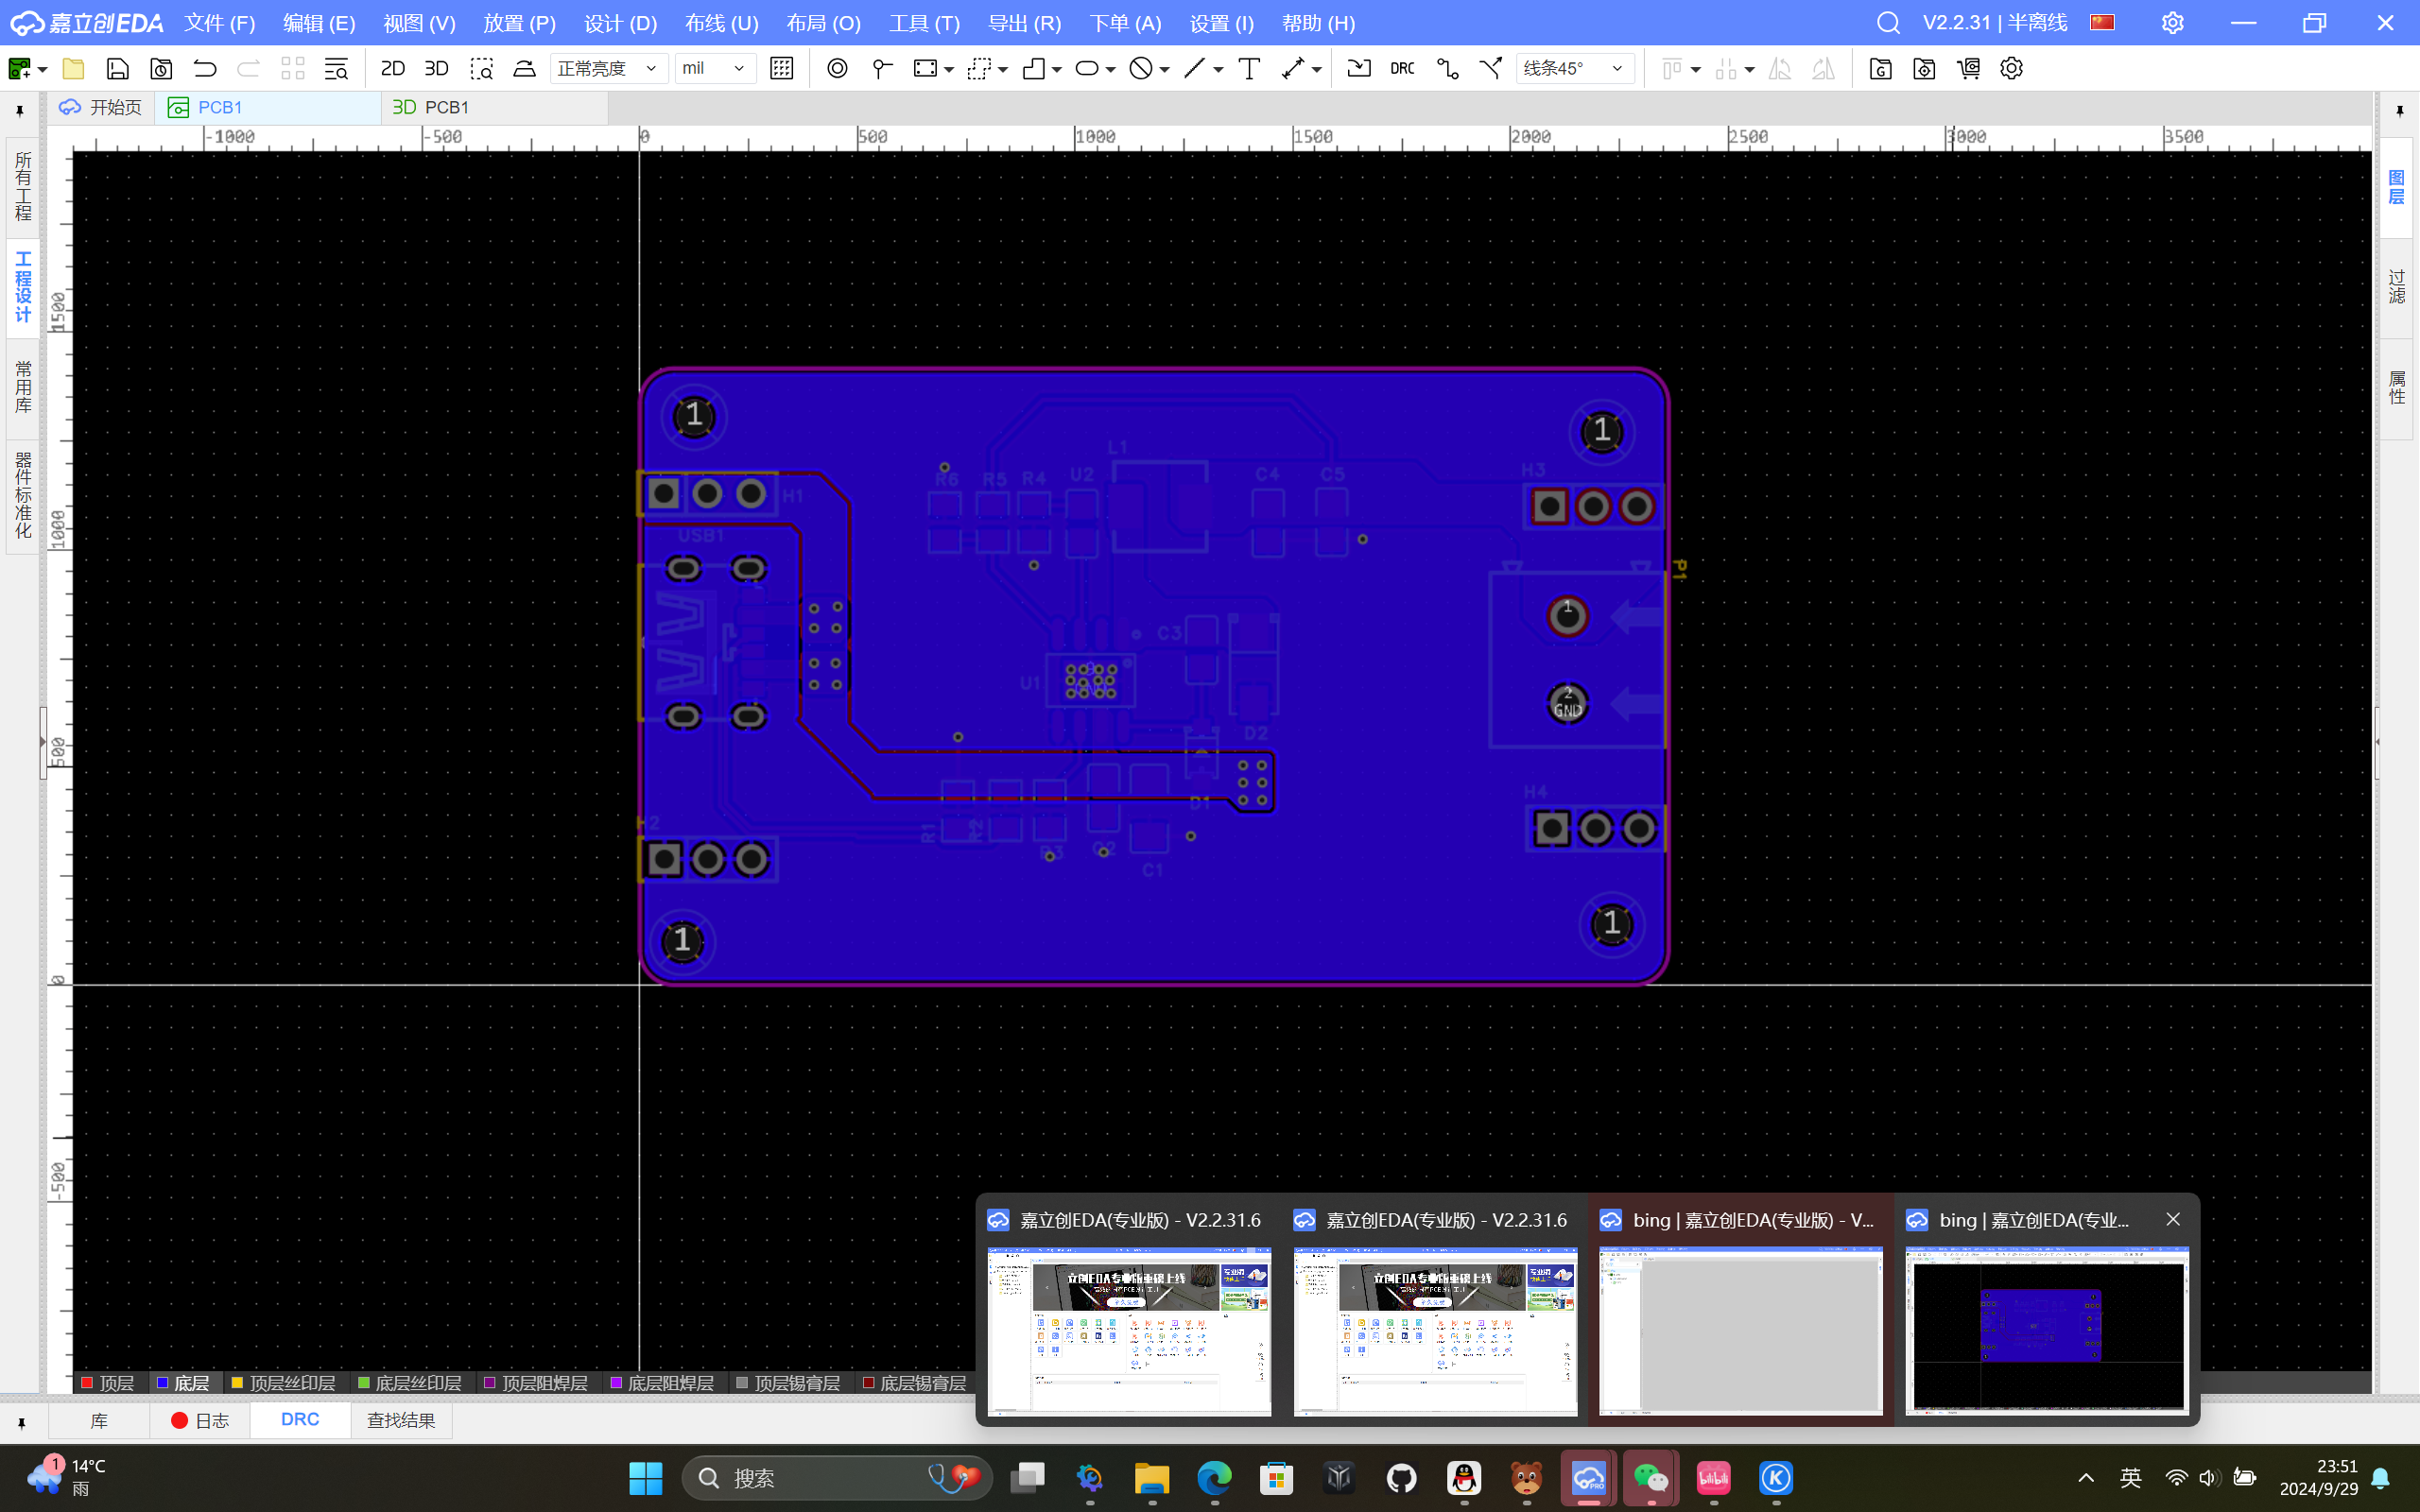 嘉立创EDA 文件 (F) 编辑 (E) 视图 (V) 放置 (P) 设计 (D) 布线 (U) 布局 (O) 工具 (T) 导出 (R) 下单 (A) 设置 (I) 帮助 (H) V2.2.31 | 半离线
2D 3D 正常亮度 mil DRC 线条45°
开始页 PCB1 3D PCB1
-1000 -500 0 500 1000 1500 2000 2500 3000 3500
所有工程
工程设计
常用库
器件标准化
图层
过滤
属性
1500
1000
500
0
-500
1 1
L1
R6 R5 R4 U2 C4 C5 H3
H1
USB1
P1
1
C3
U1
2
GND
D2
H4
D1
H2
R1 R2 R3 C2
C1
1 1
嘉立创EDA(专业版) - V2.2.31.6 嘉立创EDA(专业版) - V2.2.31.6 bing | 嘉立创EDA(专业版) - V... bing | 嘉立创EDA(专业...
顶层 底层 顶层丝印层 底层丝印层 顶层阻焊层 底层阻焊层 顶层锡膏层 底层锡膏层
库 日志 DRC 查找结果
1 14°C
雨
搜索
PRO
bilibili
K
英
23:51
2024/9/29